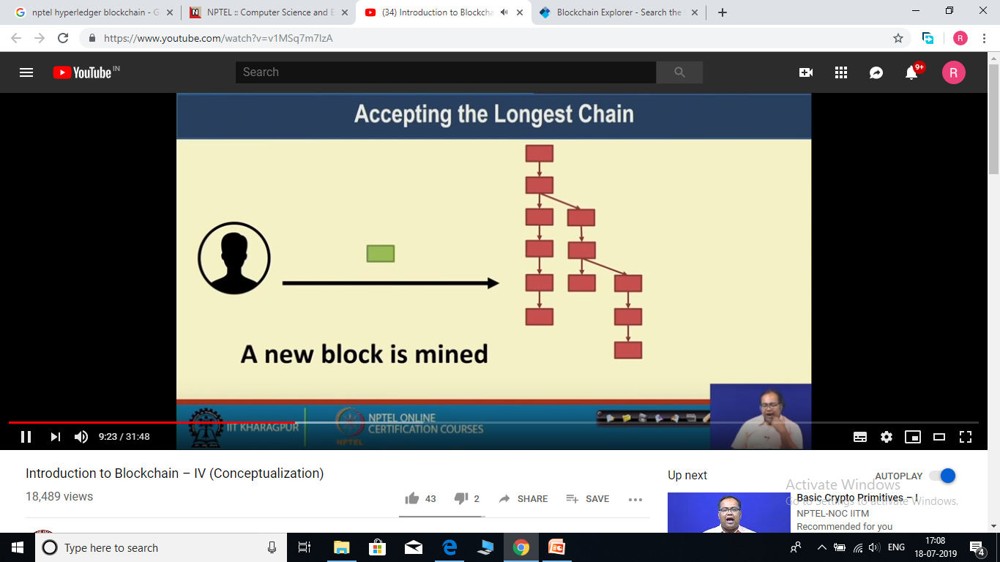 nptel hyperledger blockchain - G
NPTEL :: Computer Science and E
(34) Introduction to Blockcha
Blockchain Explorer - Search the
https://www.youtube.com/watch?v=v1MSq7m7lzA
R
YouTube IN
Search
9+
R
Accepting the Longest Chain
A new block is mined
IIT KHARAGPUR
NPTEL ONLINE
CERTIFICATION COURSES
NPTEL
9:23 / 31:48
Introduction to Blockchain – IV (Conceptualization)
18,489 views
43
2
SHARE
SAVE
Up next
AUTOPLAY
Activate Windows
Go to Settings to activate Windows.
Basic Crypto Primitives – I
NPTEL-NOC IITM
Recommended for you
Type here to search
ENG
17:08
18-07-2019
4